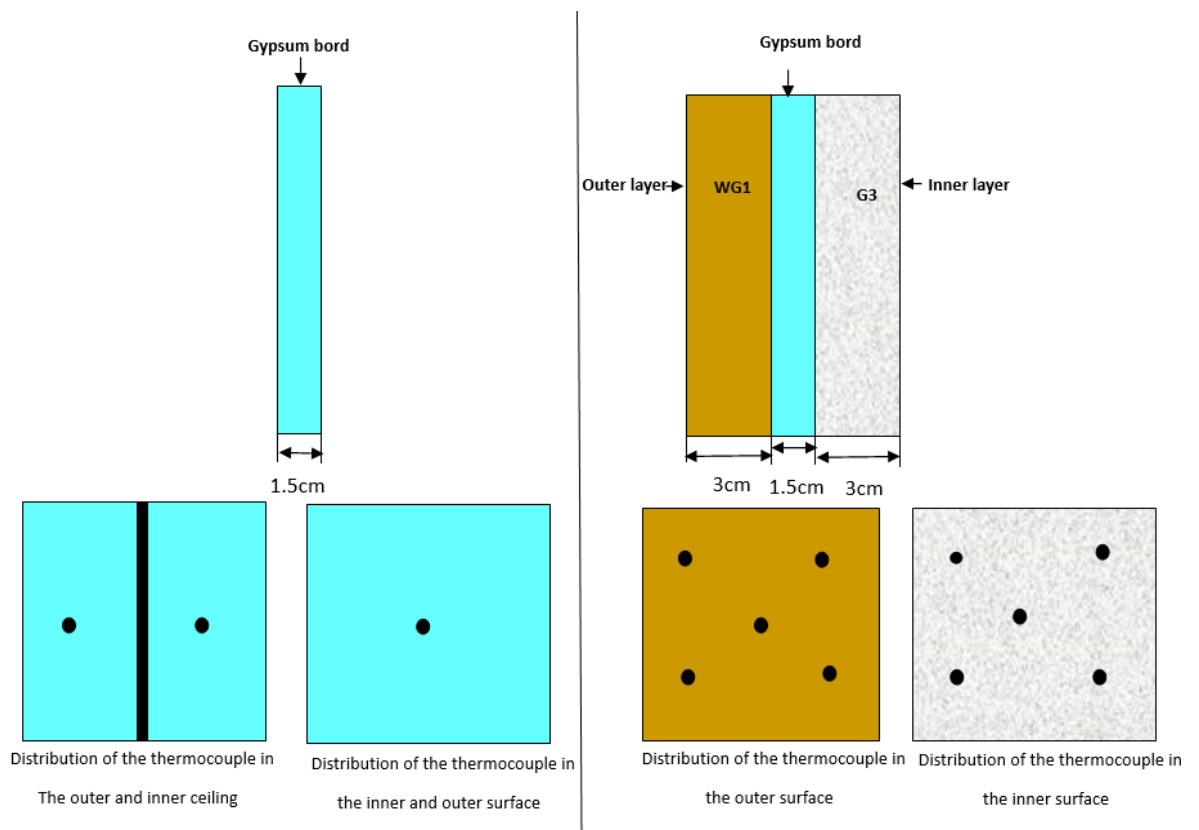 Gypsum bord
1.5cm
Distribution of the thermocouple in
The outer and inner ceiling
Distribution of the thermocouple in
the inner and outer surface
Gypsum bord
Outer layer
WG1
G3
Inner layer
3cm
1.5cm
3cm
Distribution of the thermocouple in
the outer surface
Distribution of the thermocouple in
the inner surface